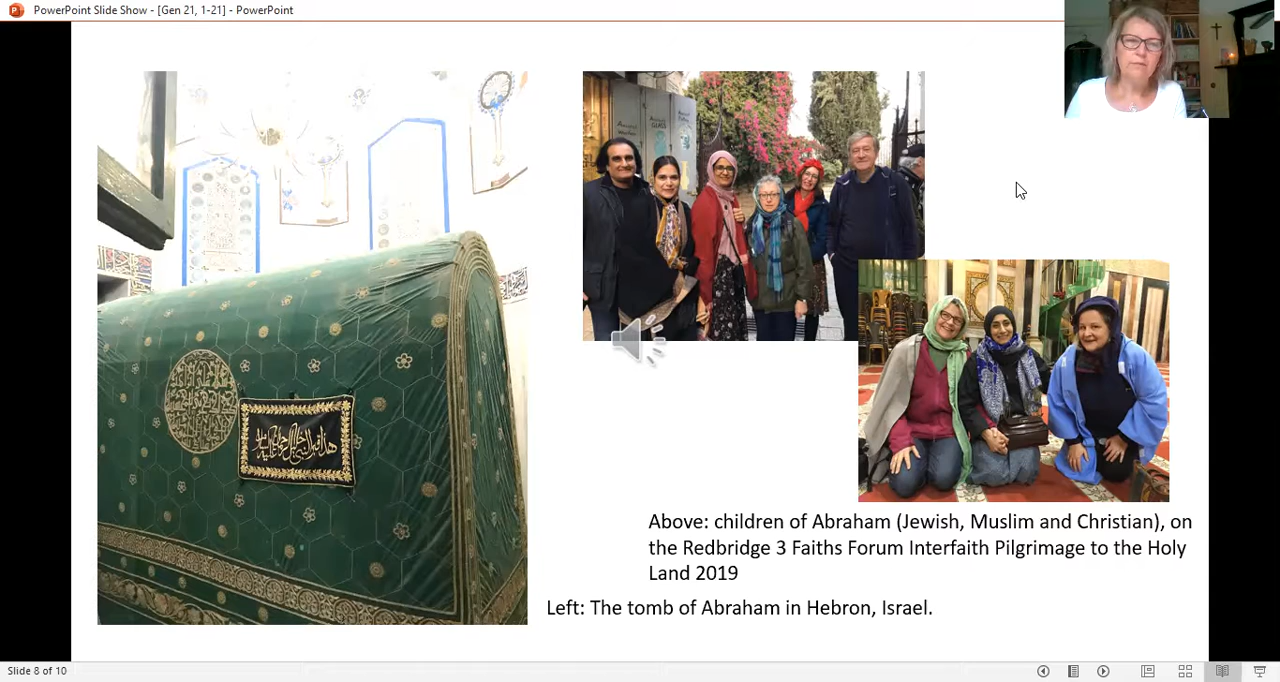 PowerPoint Slide Show - [Gen 21, 1-21] - PowerPoint
Above: children of Abraham (Jewish, Muslim and Christian), on
the Redbridge 3 Faiths Forum Interfaith Pilgrimage to the Holy
Land 2019
Left: The tomb of Abraham in Hebron, Israel.
Slide 8 of 10